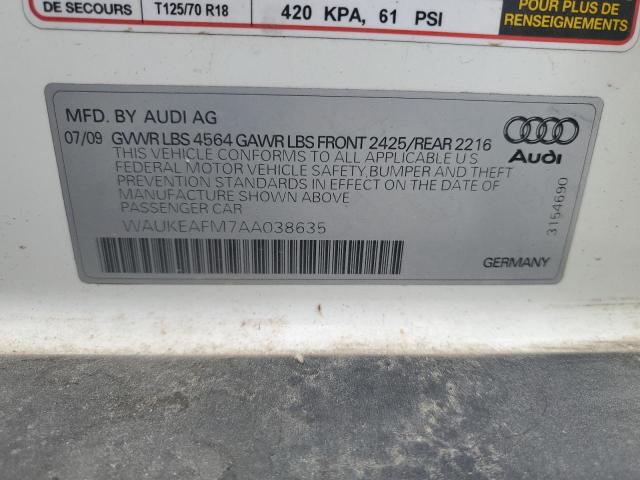 DE SECOURS T125/70 R18 420 KPA, 61 PSI
POUR PLUS DE
RENSEIGNEMENTS
MFD. BY AUDI AG
07/09 GVWR LBS 4564 GAWR LBS FRONT 2425/REAR 2216
THIS VEHICLE CONFORMS TO ALL APPLICABLE U S
FEDERAL MOTOR VEHICLE SAFETY,BUMPER AND THEFT
PREVENTION STANDARDS IN EFFECT ON THE DATE OF
MANUFACTURE SHOWN ABOVE
PASSENGER CAR
WAUKEAFM7AA038635
Audi
3154690
GERMANY